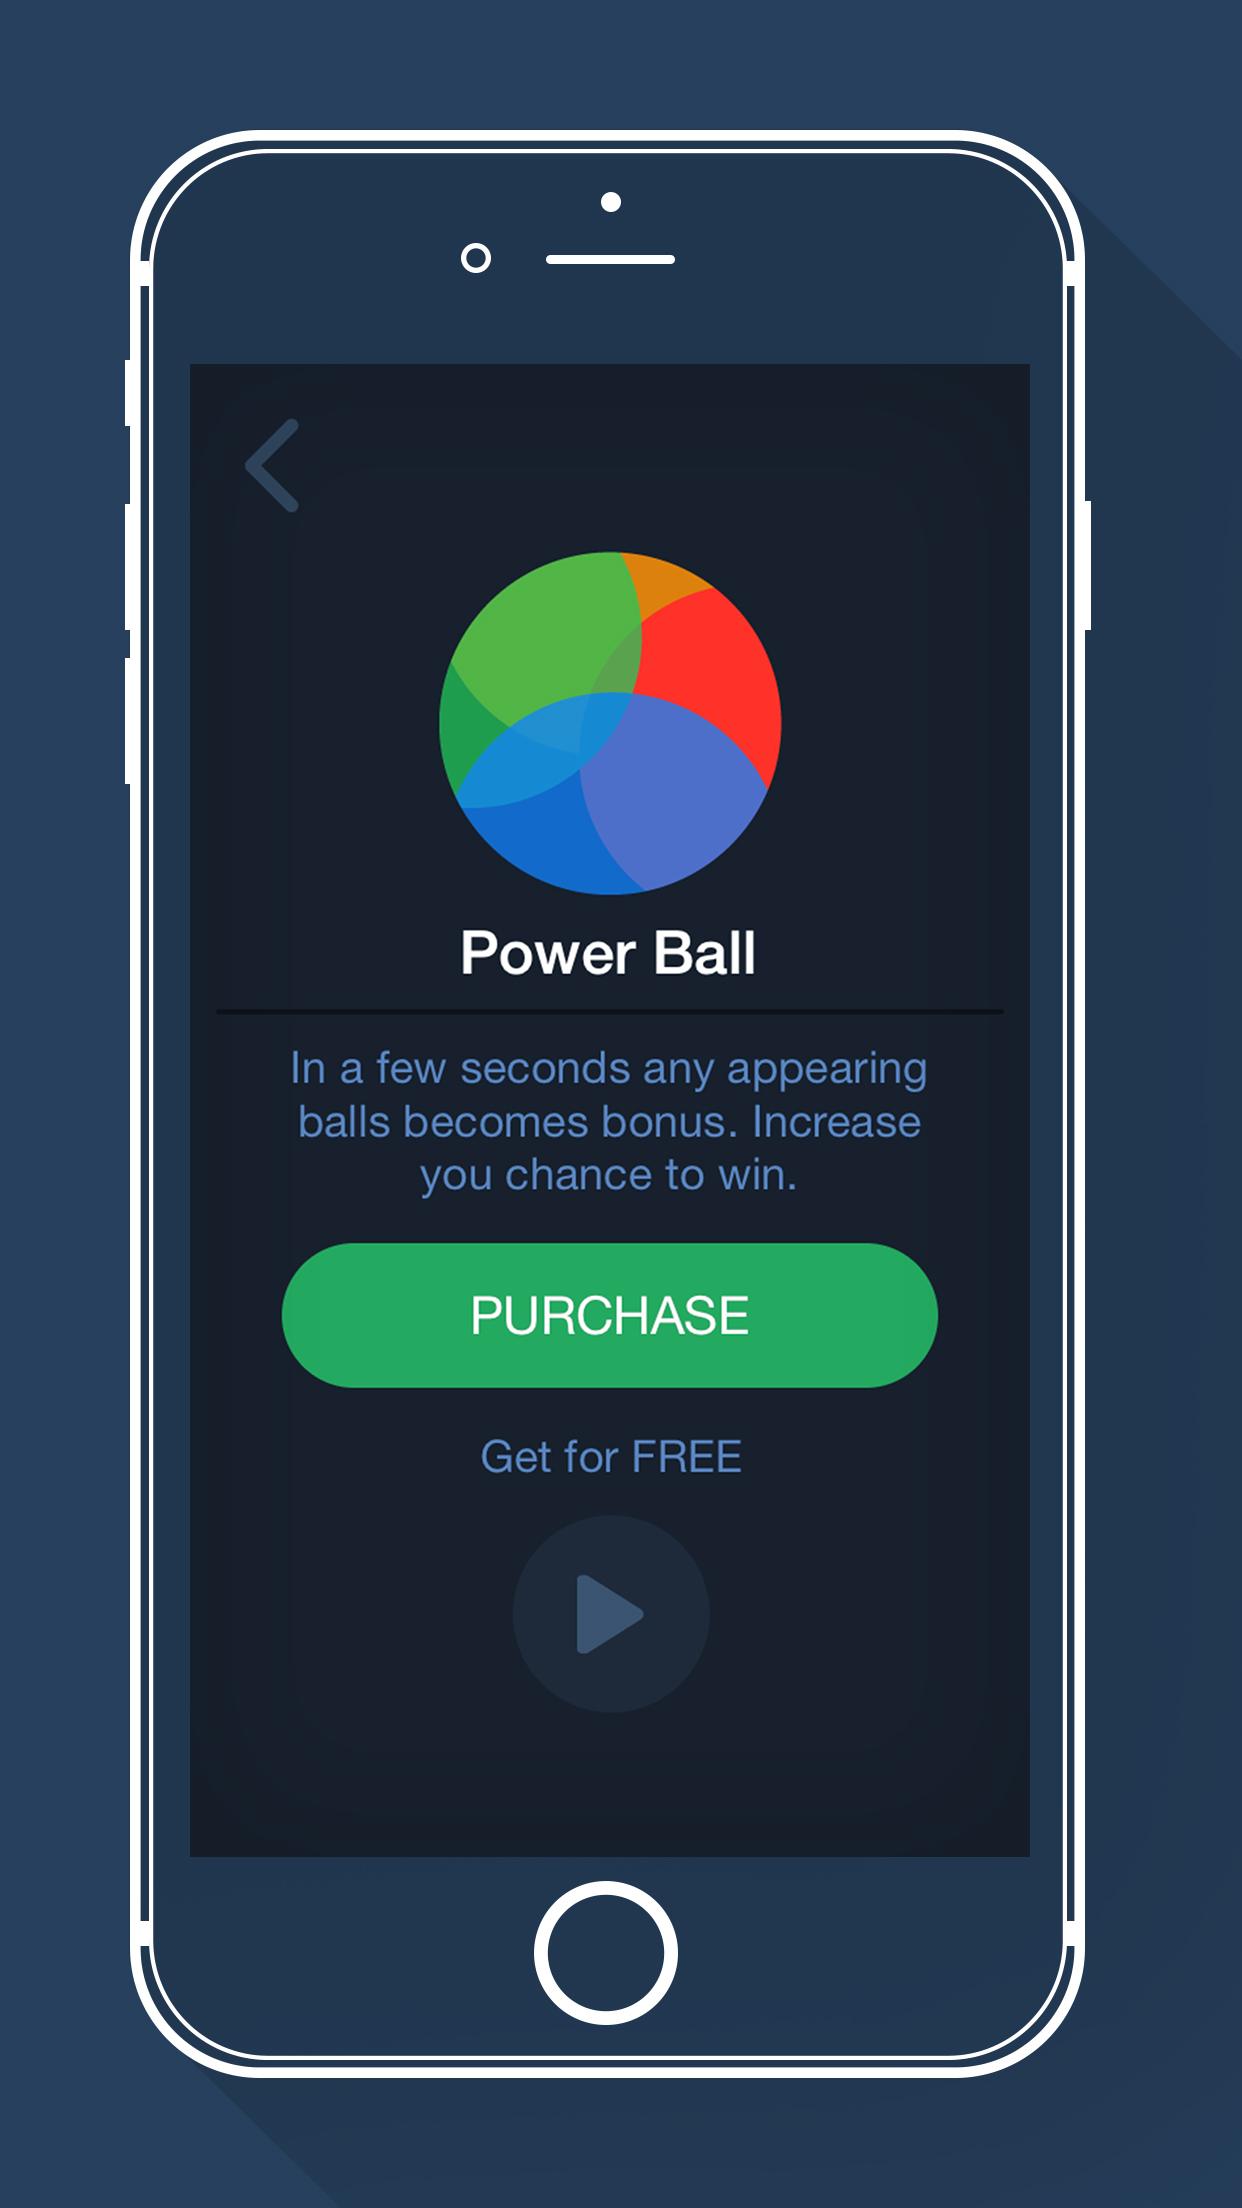 Power Ball
In a few seconds any appearing
balls becomes bonus. Increase
you chance to win.
PURCHASE
Get for FREE